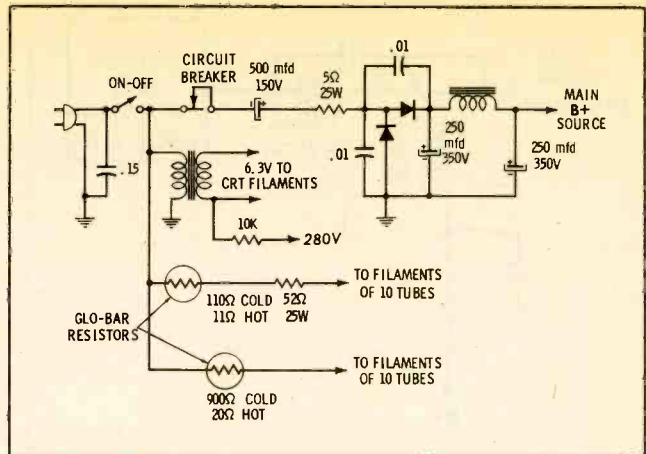 ON-OFF
CIRCUIT
BREAKER
500 mfd
150V
5Ω
25W
.01
MAIN
B+
SOURCE
.15
.01
250
mfd
350V
250 mfd
350V
6.3V TO
CRT FILAMENTS
10K
280V
GLO-BAR
RESISTORS
110Ω COLD
11Ω HOT
52Ω
25W
TO FILAMENTS
OF 10 TUBES
900Ω COLD
20Ω HOT
TO FILAMENTS
OF 10 TUBES